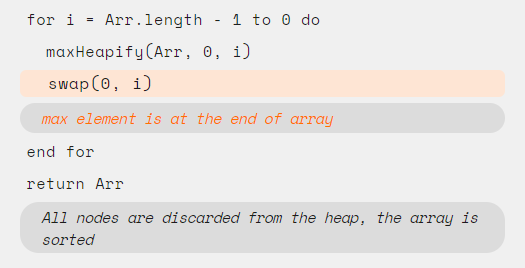 for i = Arr.length - 1 to 0 do
maxHeapify(Arr, 0, i)
swap(0, i)
max element is at the end of array
end for
return Arr
All nodes are discarded from the heap, the array is
sorted